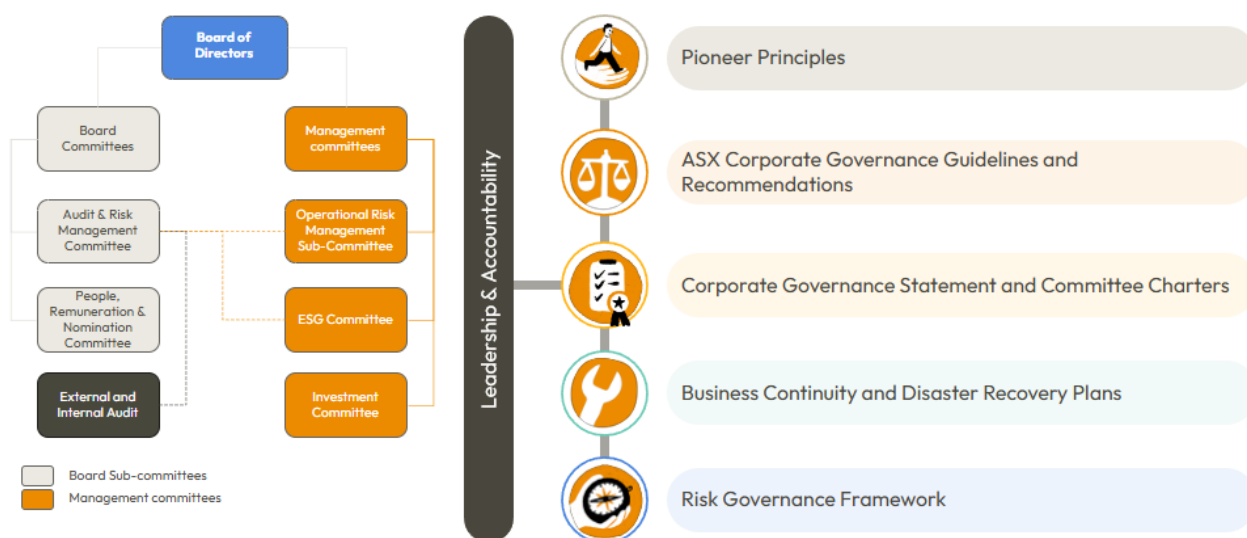 Board of
Directors
Board
Committees
Management
committees
Audit & Risk
Management
Committee
Operational Risk
Management
Sub-Committee
People,
Remuneration &
Nomination
Committee
ESG Committee
External and
Internal Audit
Investment
Committee
Board Sub-committees
Management committees
Leadership & Accountability
Pioneer Principles
ASX Corporate Governance Guidelines and
Recommendations
Corporate Governance Statement and Committee Charters
Business Continuity and Disaster Recovery Plans
Risk Governance Framework